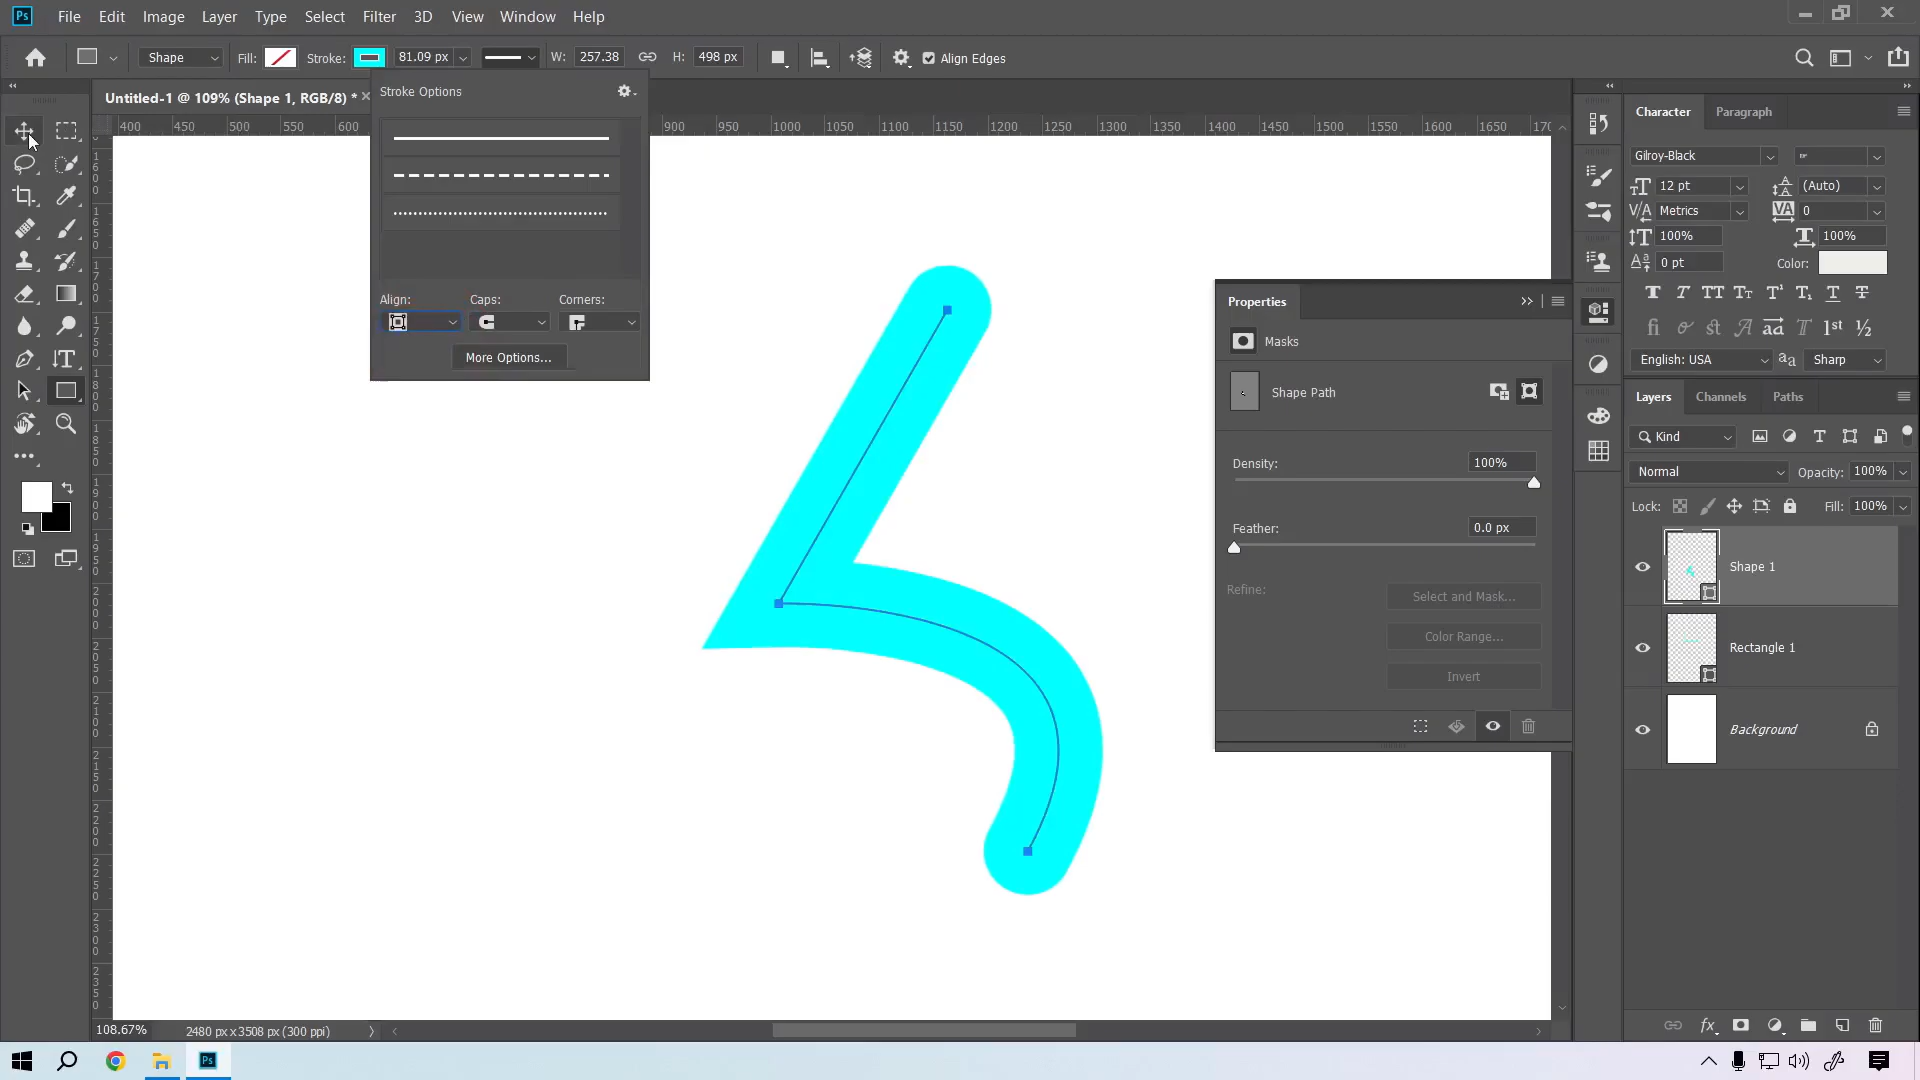 Ps File Edit Image Layer Type Select Filter 3D View Window Help
Shape Fill: Stroke: 81.09 px W: 257.38 H: 498 px Align Edges
Untitled-1 @ 109% (Shape 1, RGB/8) *
400 450 500 550 600 900 950 1000 1050 1100 1150 1200 1250 1300 1350 1400 1450 1500 1550 1600 1650
Stroke Options
Align: Caps: Corners:
More Options...
Properties
Masks
Shape Path
Density: 100%
Feather: 0.0 px
Refine:
Select and Mask...
Color Range...
Invert
Character Paragraph
Gilroy-Black
12 pt (Auto)
Metrics 0
100% 100%
0 pt Color:
English: USA Sharp
Layers Channels Paths
Kind
Normal Opacity: 100%
Lock: Fill: 100%
Shape 1
Rectangle 1
Background
108.67% 2480 px x 3508 px (300 ppi)
Ps